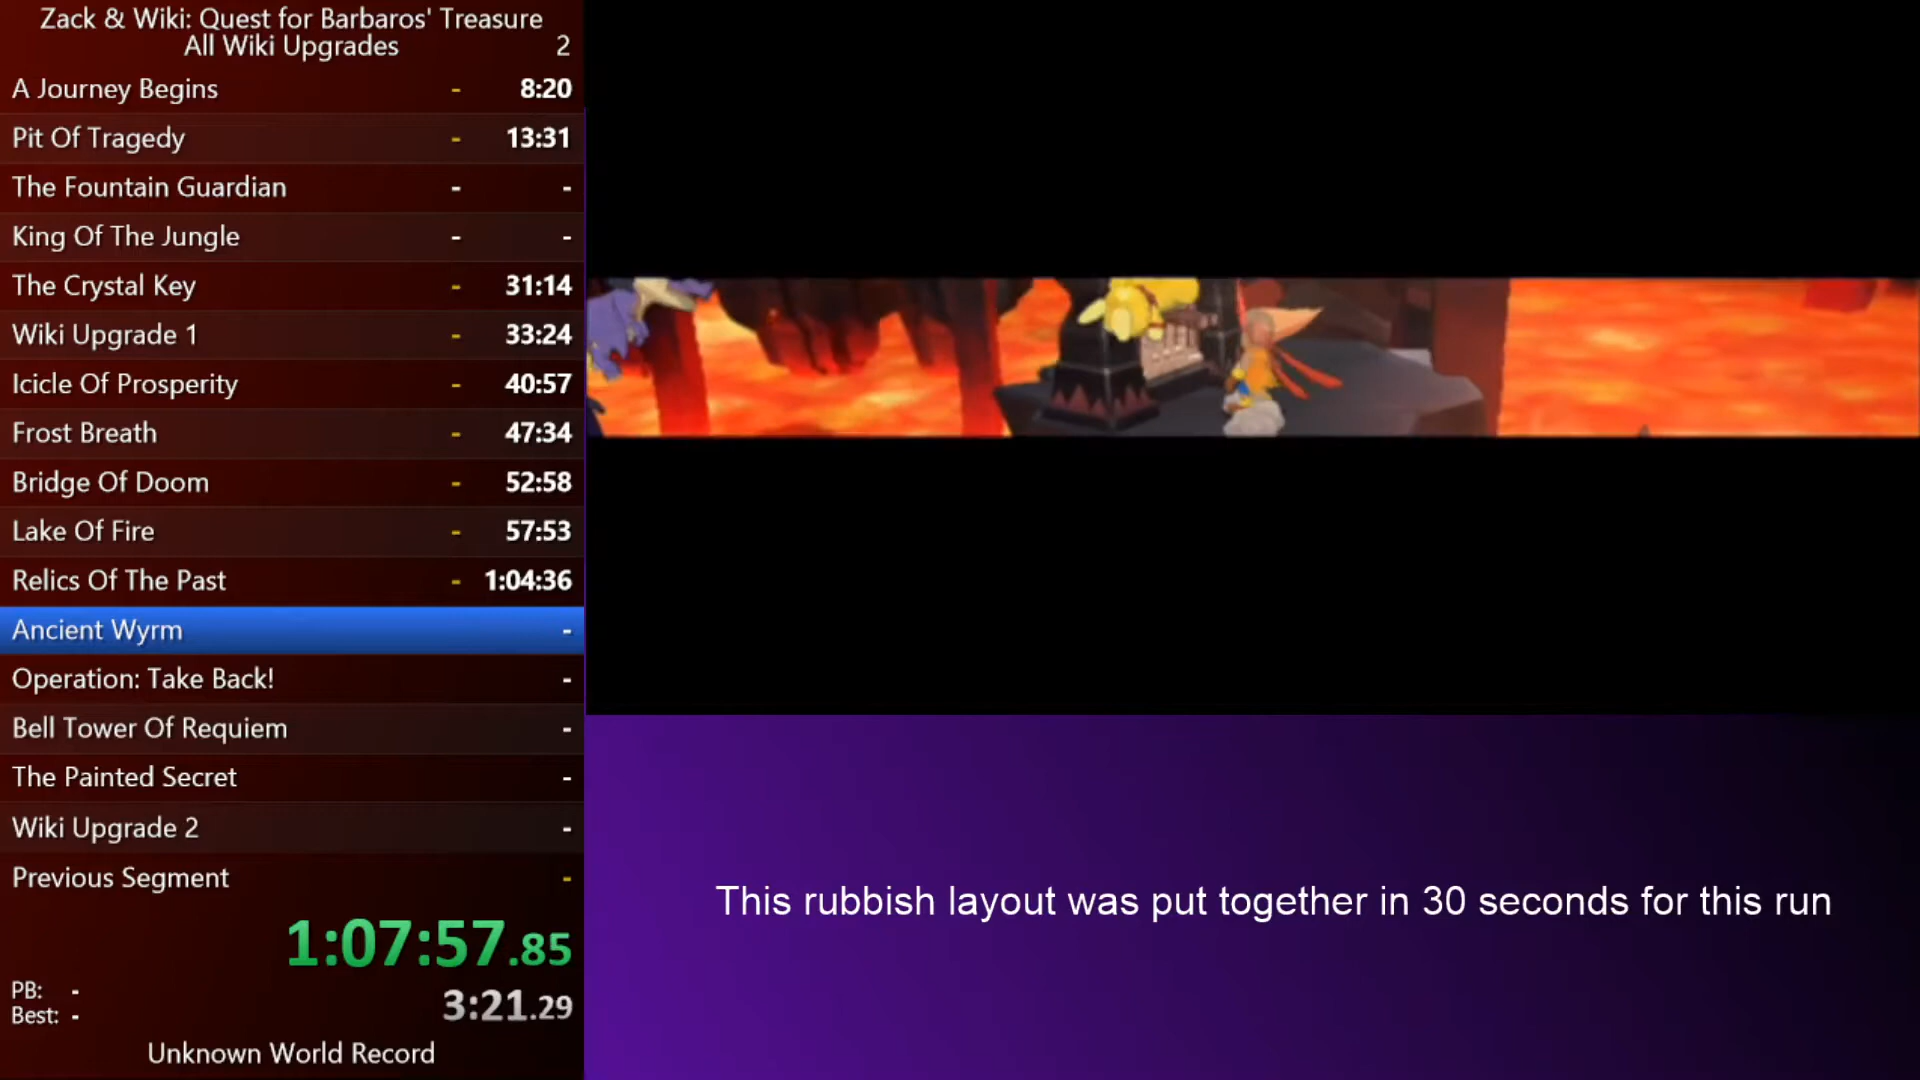 Zack & Wiki: Quest for Barbaros' Treasure
All Wiki Upgrades 2
A Journey Begins - 8:20
Pit Of Tragedy - 13:31
The Fountain Guardian - -
King Of The Jungle - -
The Crystal Key - 31:14
Wiki Upgrade 1 - 33:24
Icicle Of Prosperity - 40:57
Frost Breath - 47:34
Bridge Of Doom - 52:58
Lake Of Fire - 57:53
Relics Of The Past - 1:04:36
Ancient Wyrm -
Operation: Take Back! -
Bell Tower Of Requiem -
The Painted Secret -
Wiki Upgrade 2 -
Previous Segment -
1:07:57.85
PB: -
Best: - 3:21.29
Unknown World Record
This rubbish layout was put together in 30 seconds for this run